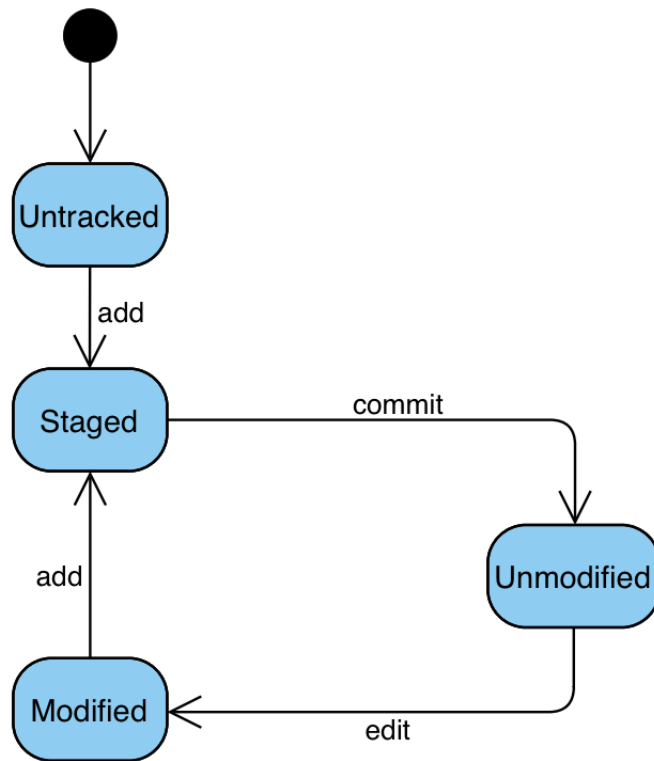 Untracked
add
Staged
commit
Unmodified
add
Modified
edit